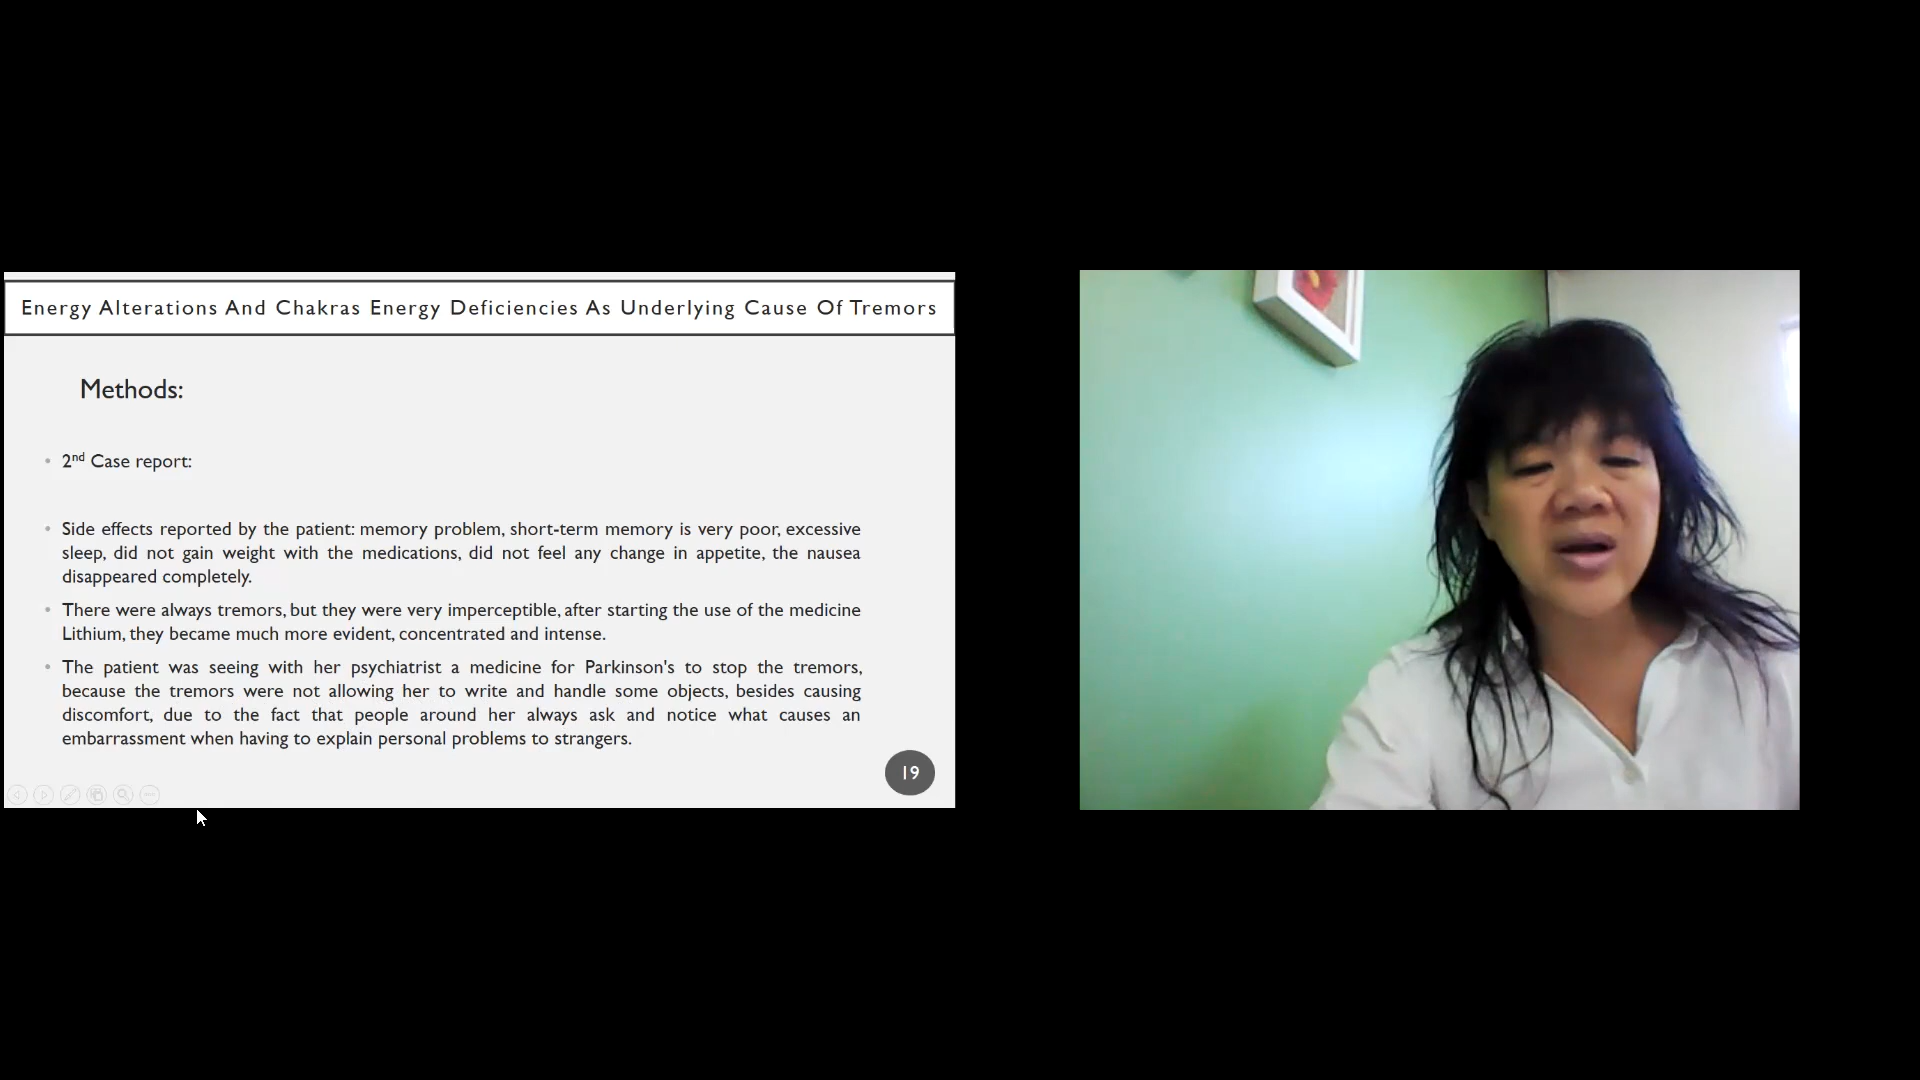 Energy Alterations And Chakras Energy Deficiencies As Underlying Cause Of Tremors
Methods:
• 2nd Case report:
• Side effects reported by the patient: memory problem, short-term memory is very poor, excessive
sleep, did not gain weight with the medications, did not feel any change in appetite, the nausea
disappeared completely.
• There were always tremors, but they were very imperceptible, after starting the use of the medicine
Lithium, they became much more evident, concentrated and intense.
• The patient was seeing with her psychiatrist a medicine for Parkinson's to stop the tremors,
because the tremors were not allowing her to write and handle some objects, besides causing
discomfort, due to the fact that people around her always ask and notice what causes an
embarrassment when having to explain personal problems to strangers.
19